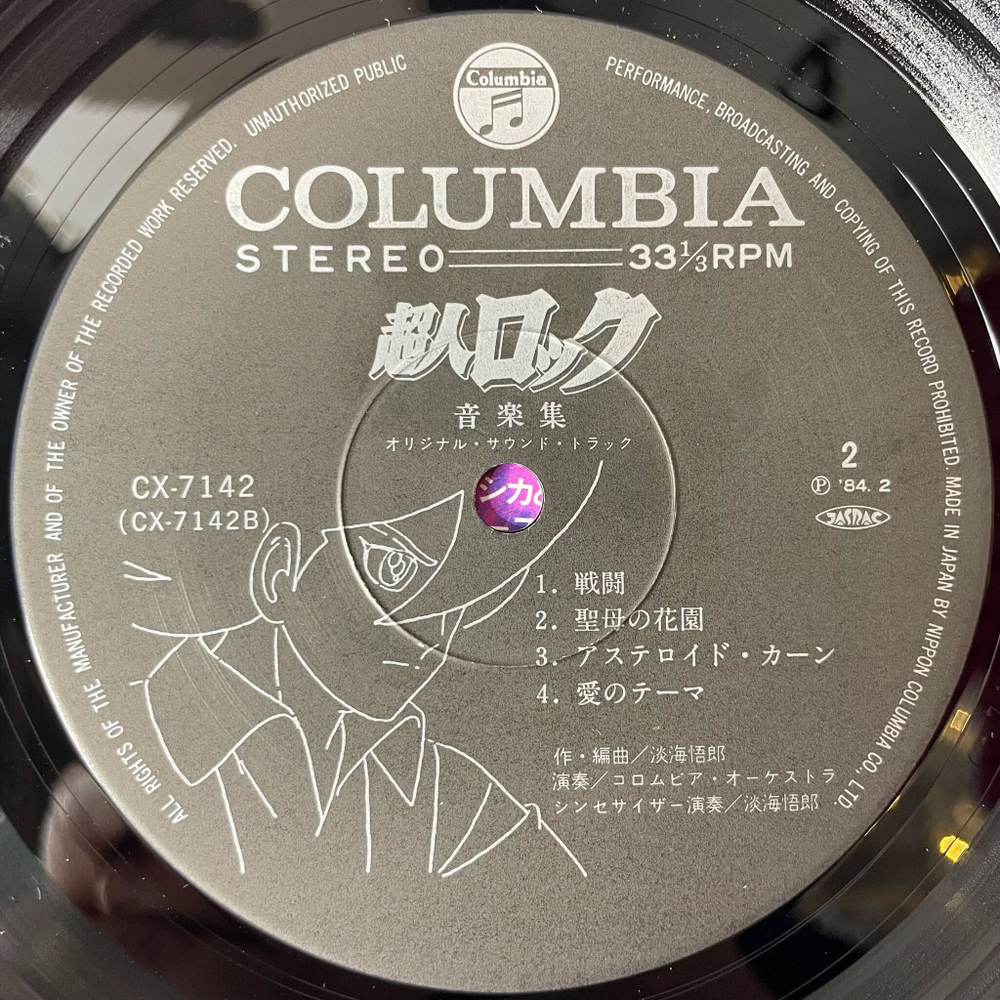 Columbia
COLUMBIA
STEREO 33⅓RPM
超人ロック
音楽集
オリジナル・サウンド・トラック
CX-7142
(CX-7142B)
2
Ⓟ '84. 2
JASRAC
シカの
1. 戦闘
2. 聖母の花園
3. アステロイド・カーン
4. 愛のテーマ
作・編曲／淡海悟郎
演奏／コロムビア・オーケストラ
シンセサイザー演奏／淡海悟郎
ALL RIGHTS OF THE MANUFACTURER AND OF THE OWNER OF THE RECORDED WORK RESERVED. UNAUTHORIZED PUBLIC PERFORMANCE, BROADCASTING AND COPYING OF THIS RECORD PROHIBITED. MADE IN JAPAN BY NIPPON COLUMBIA CO., LTD.